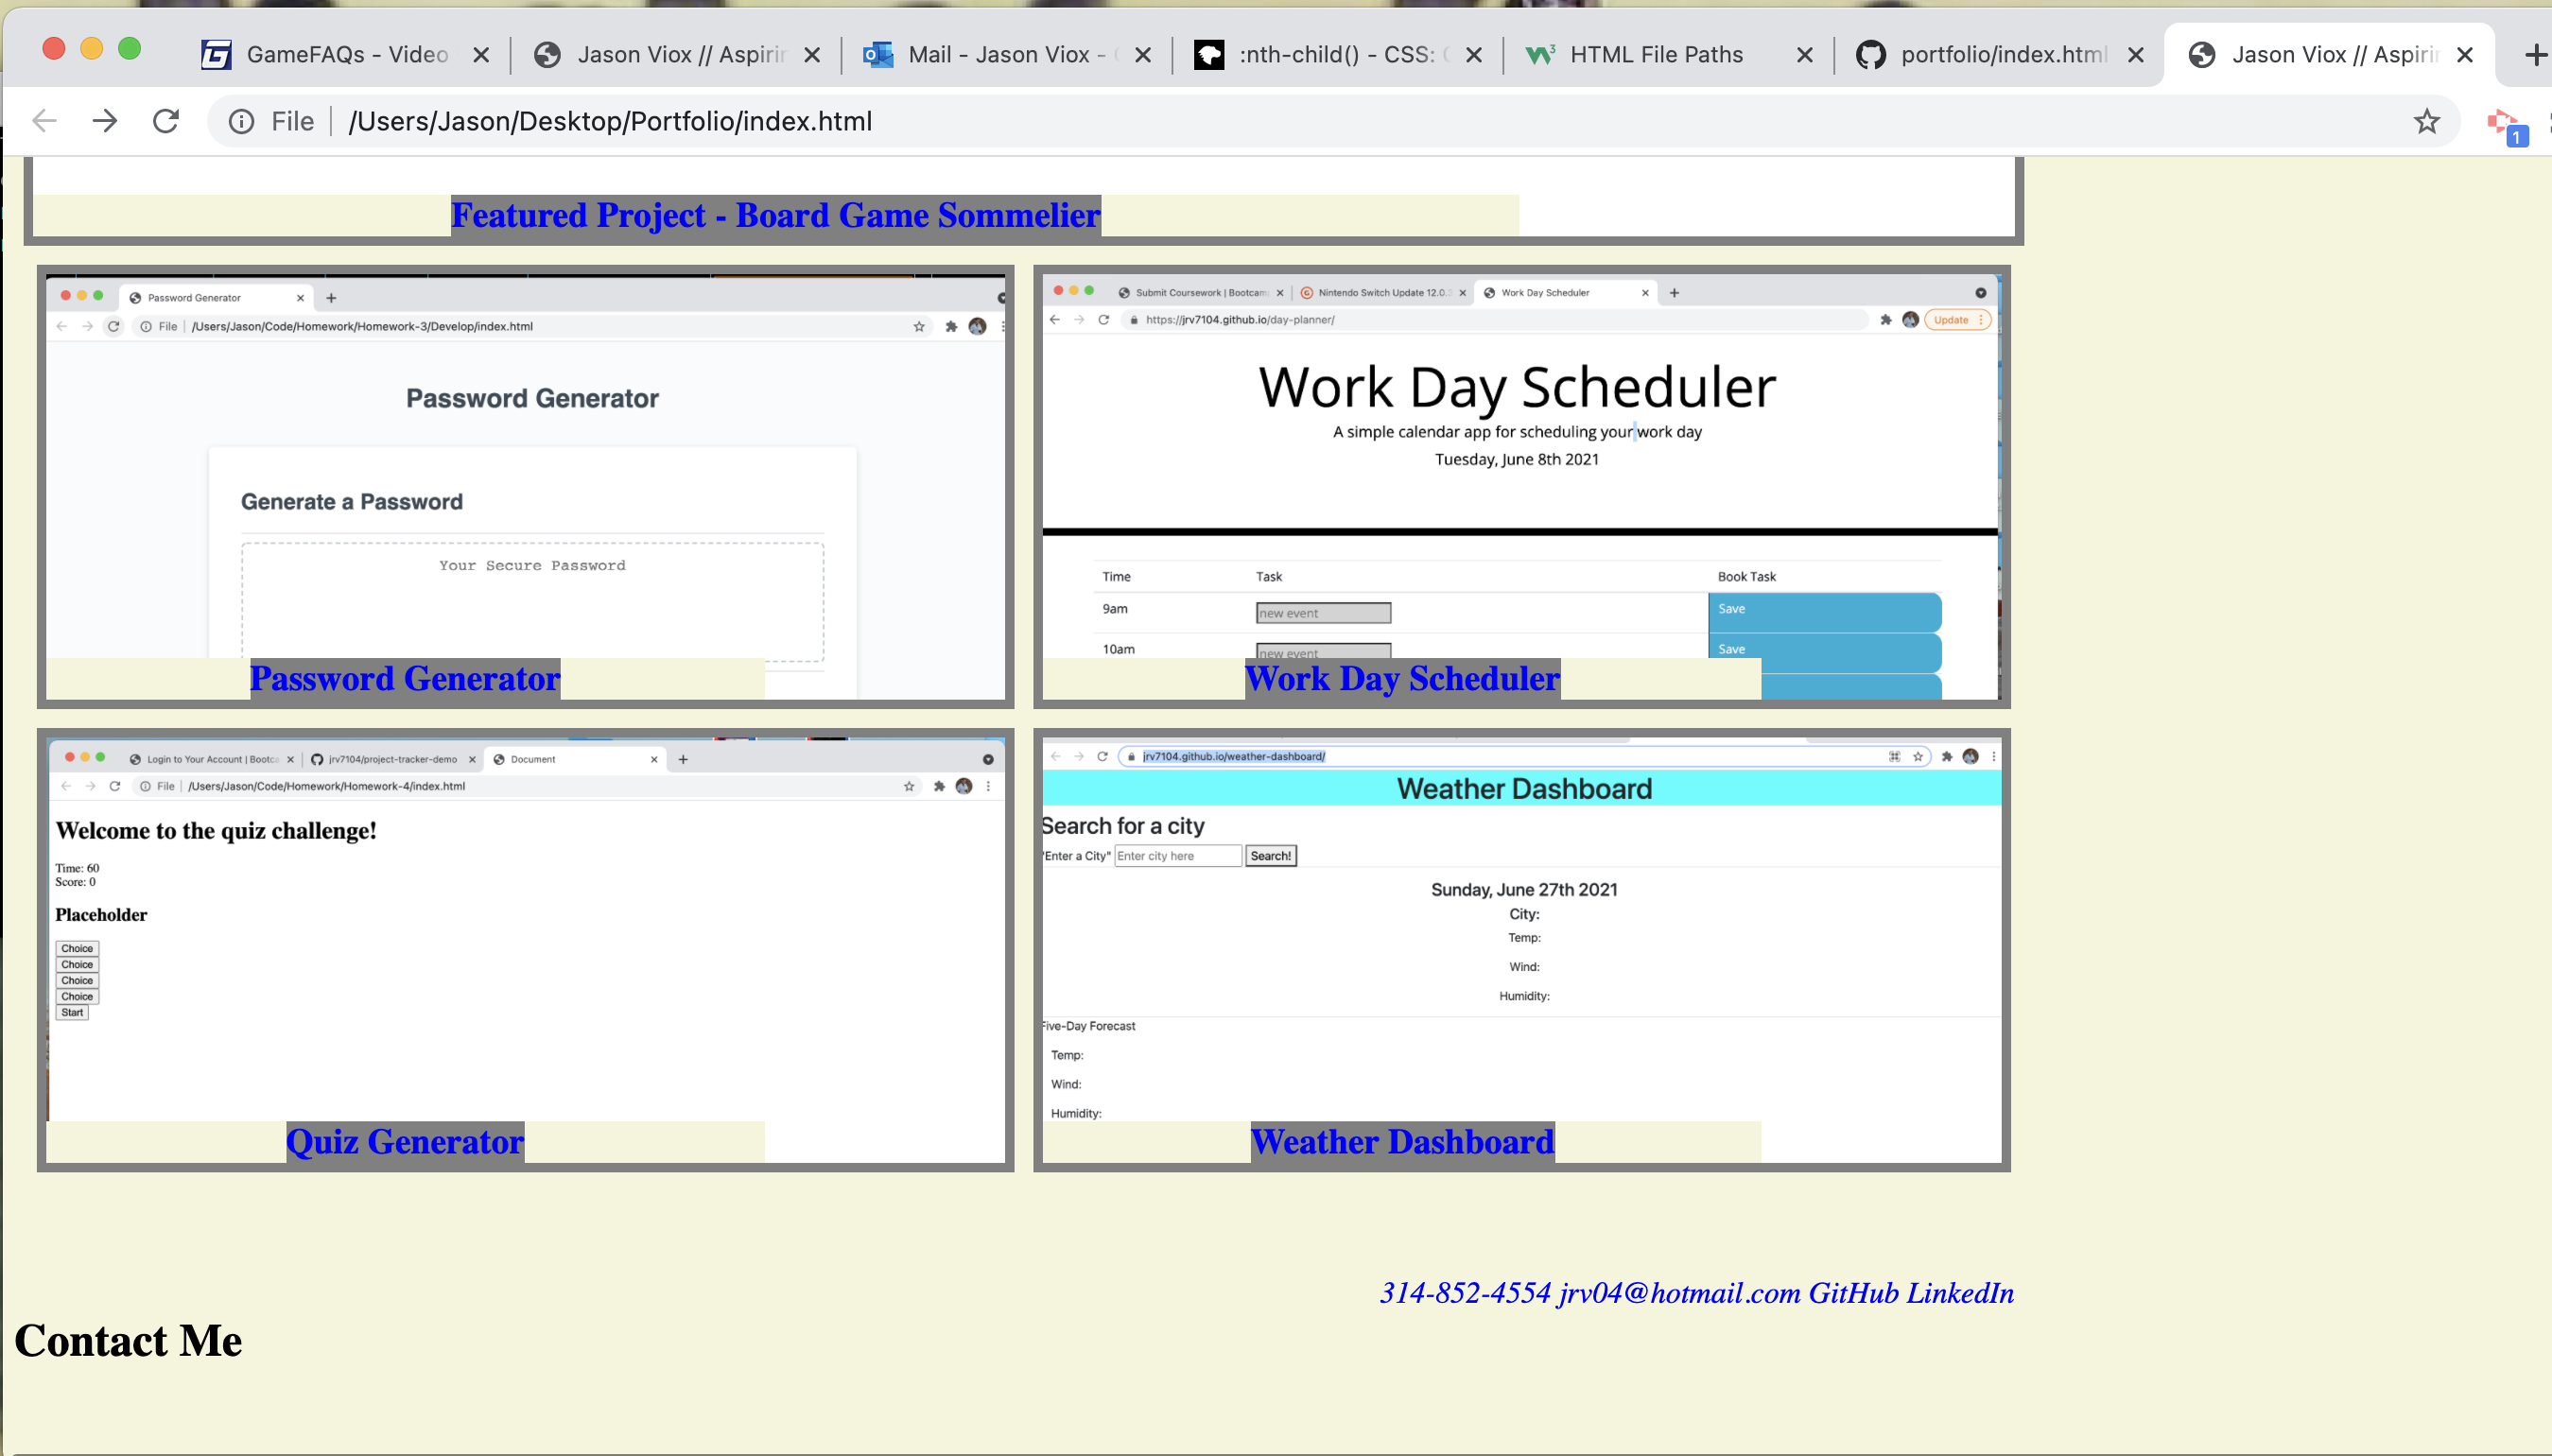 GameFAQs - Video
Jason Viox // Aspirin
Mail - Jason Viox -
:nth-child() - CSS:
HTML File Paths
portfolio/index.html
Jason Viox // Aspirin
File
/Users/Jason/Desktop/Portfolio/index.html
1
Featured Project - Board Game Sommelier
Password Generator
File /Users/Jason/Code/Homework/Homework-3/Develop/index.html
Password Generator
Generate a Password
Your Secure Password
Password Generator
Submit Coursework | Bootcam
Nintendo Switch Update 12.0.
Work Day Scheduler
https://jrv7104.github.io/day-planner/
Update
Work Day Scheduler
A simple calendar app for scheduling your work day
Tuesday, June 8th 2021
Time Task Book Task
9am new event Save
10am new event Save
Work Day Scheduler
Login to Your Account | Bootca
jrv7104/project-tracker-demo
Document
File /Users/Jason/Code/Homework/Homework-4/index.html
Welcome to the quiz challenge!
Time: 60
Score: 0
Placeholder
Choice
Choice
Choice
Choice
Start
Quiz Generator
jrv7104.github.io/weather-dashboard/
Weather Dashboard
Search for a city
"Enter a City" Enter city here Search!
Sunday, June 27th 2021
City:
Temp:
Wind:
Humidity:
Five-Day Forecast
Temp:
Wind:
Humidity:
Weather Dashboard
314-852-4554 jrv04@hotmail.com GitHub LinkedIn
Contact Me